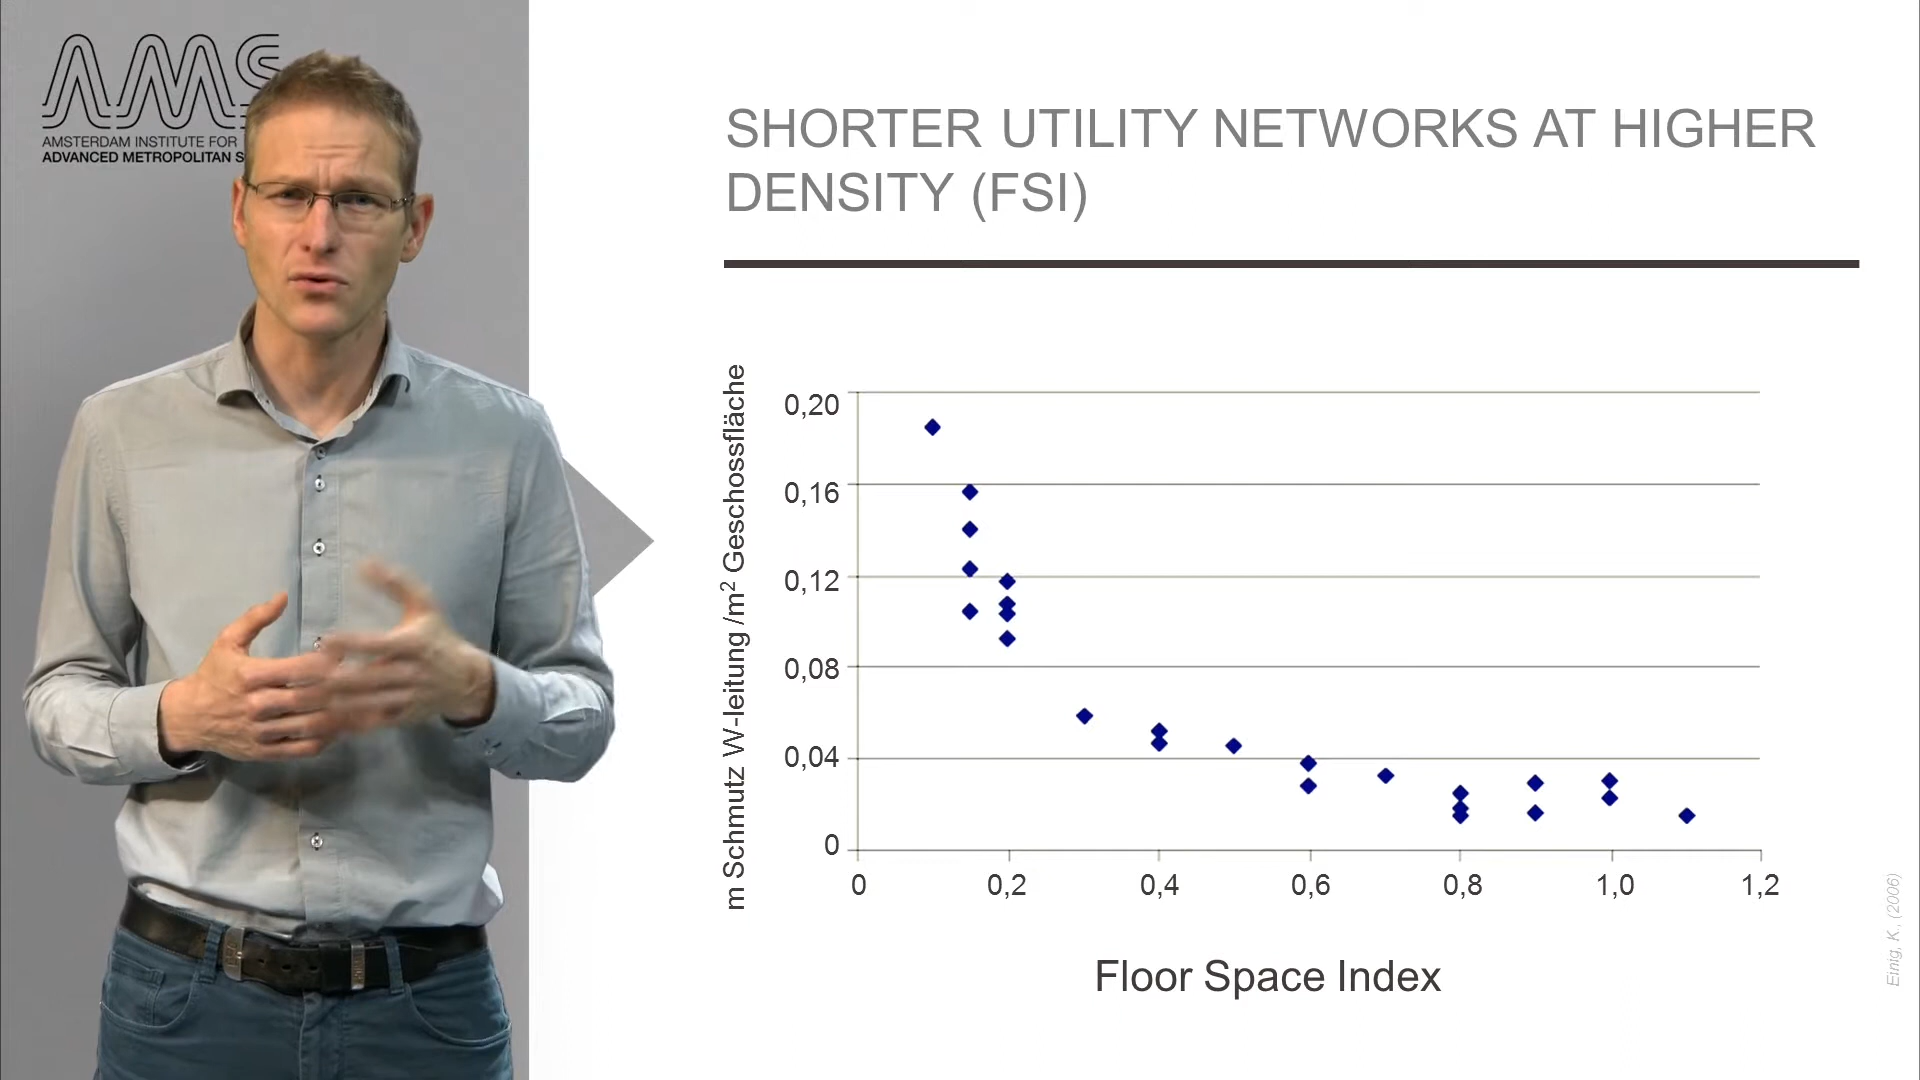 AMS
AMSTERDAM INSTITUTE FOR
ADVANCED METROPOLITAN S
SHORTER UTILITY NETWORKS AT HIGHER
DENSITY (FSI)
m Schmutz W-leitung /m² Geschossfläche
0,20
0,16
0,12
0,08
0,04
0
0 0,2 0,4 0,6 0,8 1,0 1,2
Floor Space Index
Einig, K., (2006)